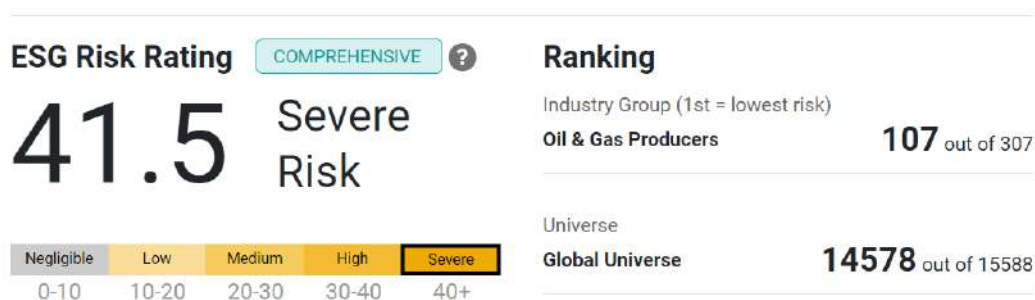 ESG Risk Rating COMPREHENSIVE ?
41.5 Severe Risk
Negligible Low Medium High Severe
0-10 10-20 20-30 30-40 40+
Ranking
Industry Group (1st = lowest risk)
Oil & Gas Producers 107 out of 307
Universe
Global Universe 14578 out of 15588